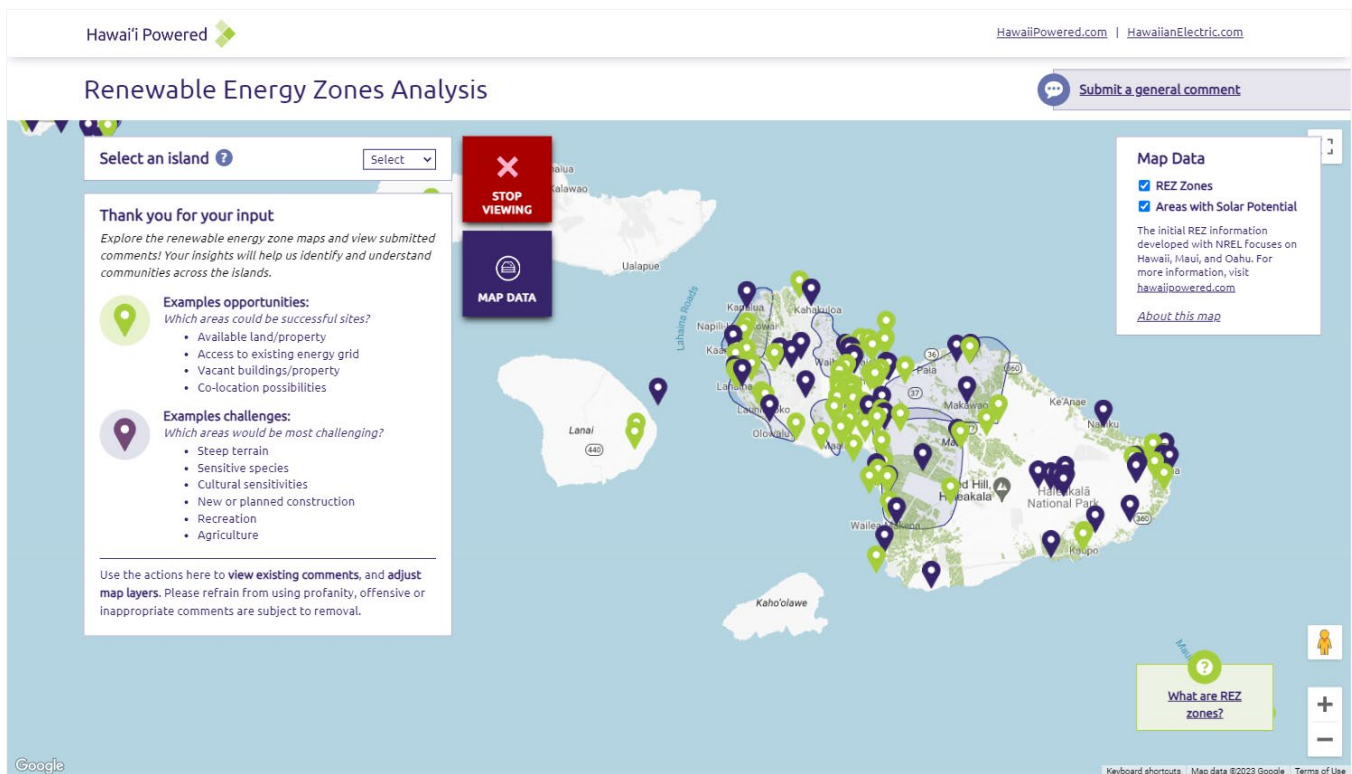 Hawai'i Powered
HawaiiPowered.com | HawaiianElectric.com
Renewable Energy Zones Analysis
Submit a general comment
Select an island ?
Select
Thank you for your input
Explore the renewable energy zone maps and view submitted
comments! Your insights will help us identify and understand
communities across the islands.
Examples opportunities:
Which areas could be successful sites?
• Available land/property
• Access to existing energy grid
• Vacant buildings/property
• Co-location possibilities
Examples challenges:
Which areas would be most challenging?
• Steep terrain
• Sensitive species
• Cultural sensitivities
• New or planned construction
• Recreation
• Agriculture
Use the actions here to view existing comments, and adjust
map layers. Please refrain from using profanity, offensive or
inappropriate comments are subject to removal.
STOP
VIEWING
MAP DATA
Map Data
REZ Zones
Areas with Solar Potential
The initial REZ information
developed with NREL focuses on
Hawaii, Maui, and Oahu. For
more information, visit
hawaiipowered.com
About this map
Ualapue
Lahaina Roads
Kahakuloa
36
Paia
360
37
Makawao
Ke'Anae
Lanai
440
Olowalu
Haleakalā
National Park
360
Kaupo
Kaho'olawe
?
What are REZ
zones?
Google
Keyboard shortcuts
Map data ©2023 Google
Terms of Use